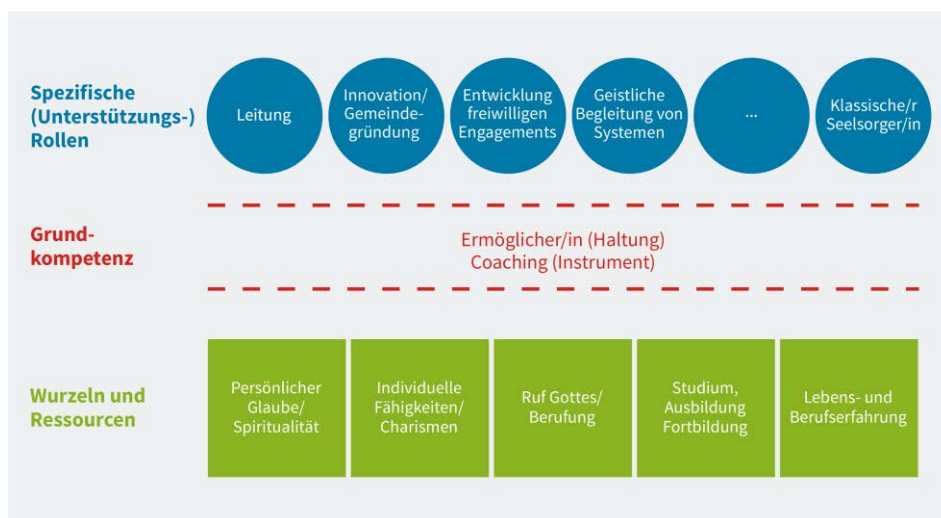 Spezifische
(Unterstützungs-)
Rollen
Leitung
Innovation/
Gemeinde-
gründung
Entwicklung
freiwilligen
Engagements
Geistliche
Begleitung von
Systemen
...
Klassische/r
Seelsorger/in
Grund-
kompetenz
Ermöglicher/in (Haltung)
Coaching (Instrument)
Wurzeln und
Ressourcen
Persönlicher
Glaube/
Spiritualität
Individuelle
Fähigkeiten/
Charismen
Ruf Gottes/
Berufung
Studium,
Ausbildung
Fortbildung
Lebens- und
Berufserfahrung